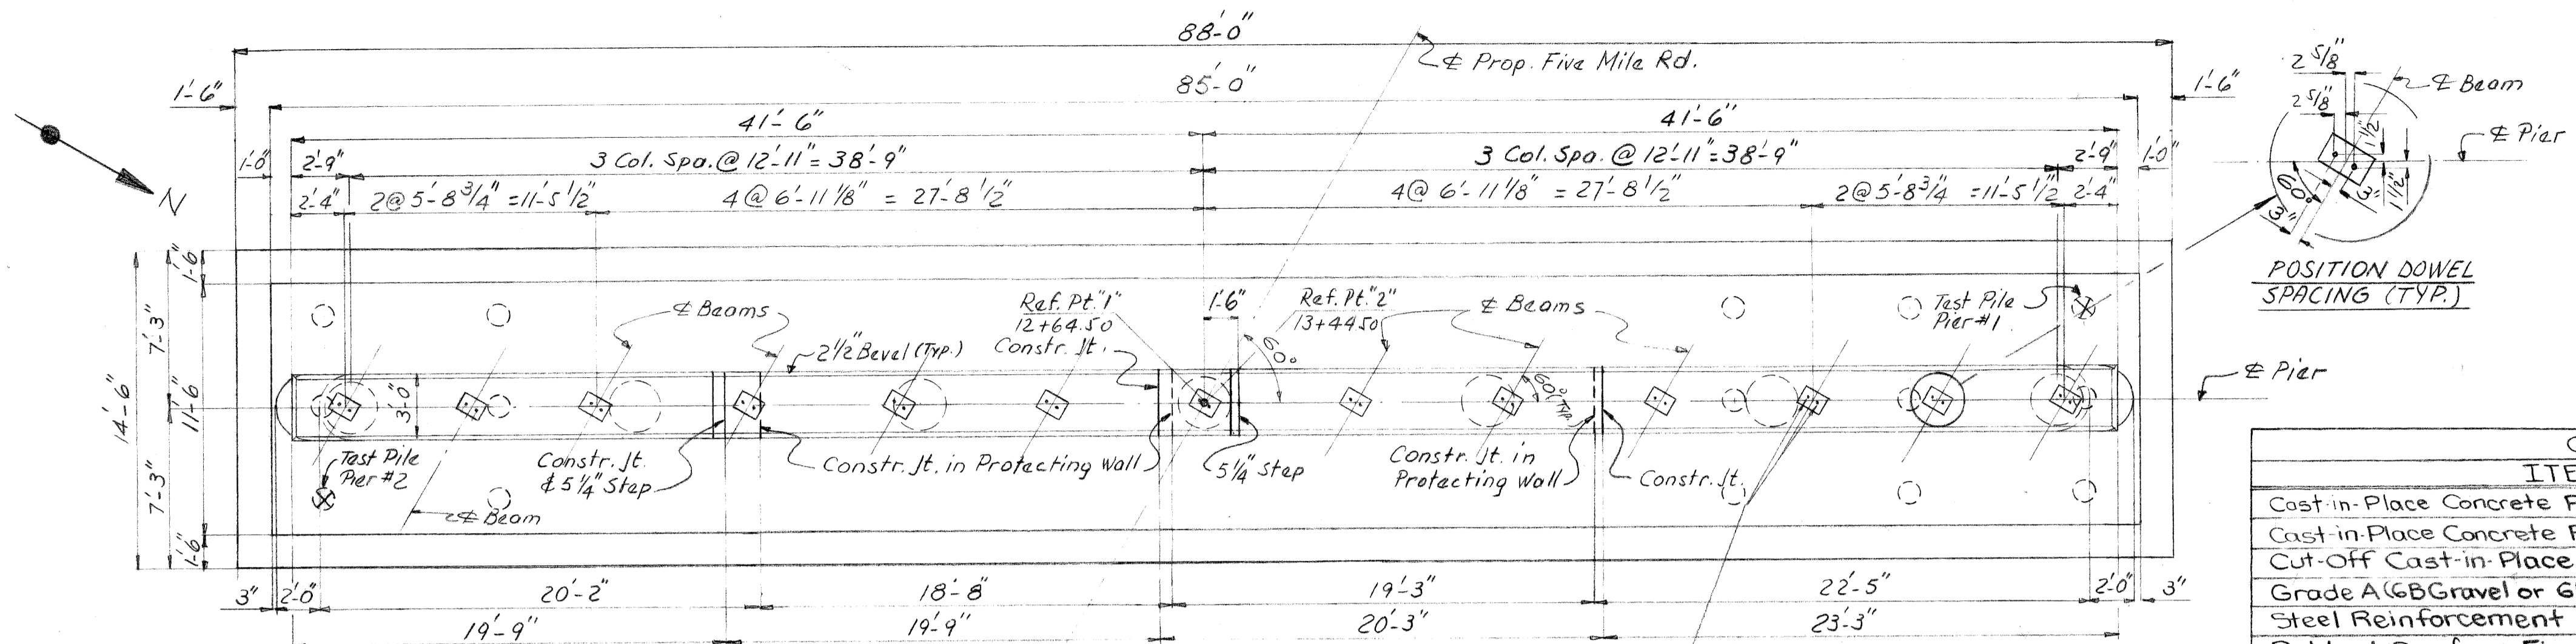 88'-0"
℄ Prop. Five Mile Rd.
1'-6"
85'-0"
1'-6"
41'-6"
41'-6"
1'-0"
2'-9"
3 Col. Spa. @ 12'-11" = 38'-9"
3 Col. Spa. @ 12'-11" = 38'-9"
2'-9"
1'-0"
2'-4"
2 @ 5'-8 3/4" = 11'-5 1/2"
4 @ 6'-11 1/8" = 27'-8 1/2"
4 @ 6'-11 1/8" = 27'-8 1/2"
2 @ 5'-8 3/4 = 11'-5 1/2
2'-4"
N
2 5/8"
2 5/8"
℄ Beam
1 1/2"
℄ Pier
60°
3"
3"
1 1/2"
POSITION DOWEL
SPACING (TYP.)
14'-6"
7'-3"
7'-3"
1'-6"
11'-6"
1'-6"
℄ Beams
2 1/2" Bevel (Typ.)
Ref. Pt. "1"
12+64.50
Constr. Jt.
1'-6"
Ref. Pt. "2"
13+44.50
60°
℄ Beams
Test Pile
Pier #1
3'-0"
60° Typ.
℄ Pier
Test Pile
Pier #2
Constr. Jt.
& 5 1/4" Step
Constr. Jt. in Protecting Wall
5 1/4" Step
Constr. Jt. in
Protecting Wall
Constr. Jt.
℄ Beam
3"
2'-0"
20'-2"
18'-8"
19'-3"
22'-5"
2'-0"
3"
19'-9"
19'-9"
20'-3"
23'-3"
ITE
Cast-in-Place Concrete P
Cast-in-Place Concrete P
Cut-Off Cast-in-Place
Grade A (6B Gravel or 6
Steel Reinforcement